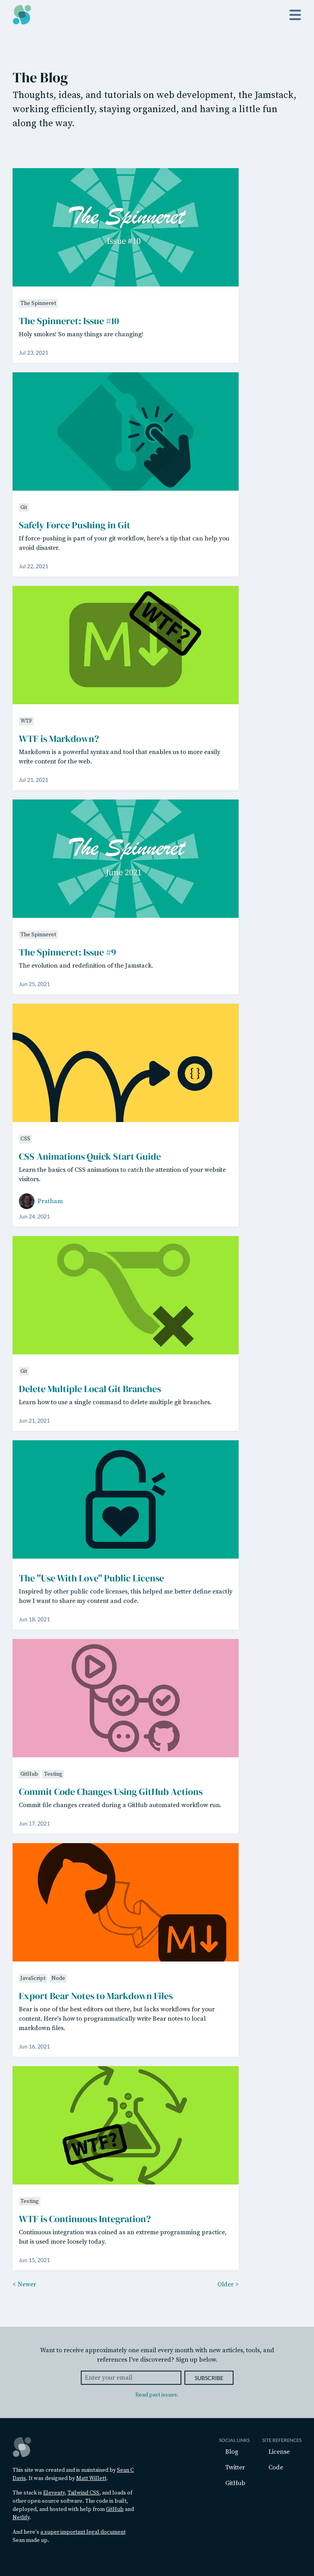 The Blog
Thoughts, ideas, and tutorials on web development, the Jamstack,
working efficiently, staying organized, and having a little fun
along the way.
The Spinneret
Issue #10
The Spinneret
The Spinneret: Issue #10
Holy smokes! So many things are changing!
Jul 23, 2021
Git
Safely Force Pushing in Git
If force-pushing is part of your git workflow, here's a tip that can help you
avoid disaster.
Jul 22, 2021
WTF?
M
WTF
WTF is Markdown?
Markdown is a powerful syntax and tool that enables us to more easily
write content for the web.
Jul 21, 2021
The Spinneret
June 2021
The Spinneret
The Spinneret: Issue #9
The evolution and redefinition of the Jamstack.
Jun 25, 2021
{ }
CSS
CSS Animations Quick Start Guide
Learn the basics of CSS animations to catch the attention of your website
visitors.
Pratham
Jun 24, 2021
Git
Delete Multiple Local Git Branches
Learn how to use a single command to delete multiple git branches.
Jun 21, 2021
The "Use With Love" Public License
Inspired by other public code licenses, this helped me better define exactly
how I want to share my content and code.
Jun 18, 2021
GitHub Testing
Commit Code Changes Using GitHub Actions
Commit file changes created during a GitHub automated workflow run.
Jun 17, 2021
M
JavaScript Node
Export Bear Notes to Markdown Files
Bear is one of the best editors out there, but lacks workflows for your
content. Here's how to programmatically write Bear notes to local
markdown files.
Jun 16, 2021
WTF?
Testing
WTF is Continuous Integration?
Continuous integration was coined as an extreme programming practice,
but is used more loosely today.
Jun 15, 2021
< Newer Older >
Want to receive approximately one email every month with new articles, tools, and
references I've discovered? Sign up below.
Enter your email SUBSCRIBE
Read past issues.
This site was created and is maintained by Sean C
Davis. It was designed by Matt Willett.
The stack is Eleventy, Tailwind CSS, and loads of
other open-source software. The code is built,
deployed, and hosted with help from GitHub and
Netlify.
And here's a super important legal document
Sean made up.
SOCIAL LINKS
Blog
Twitter
GitHub
SITE REFERENCES
License
Code